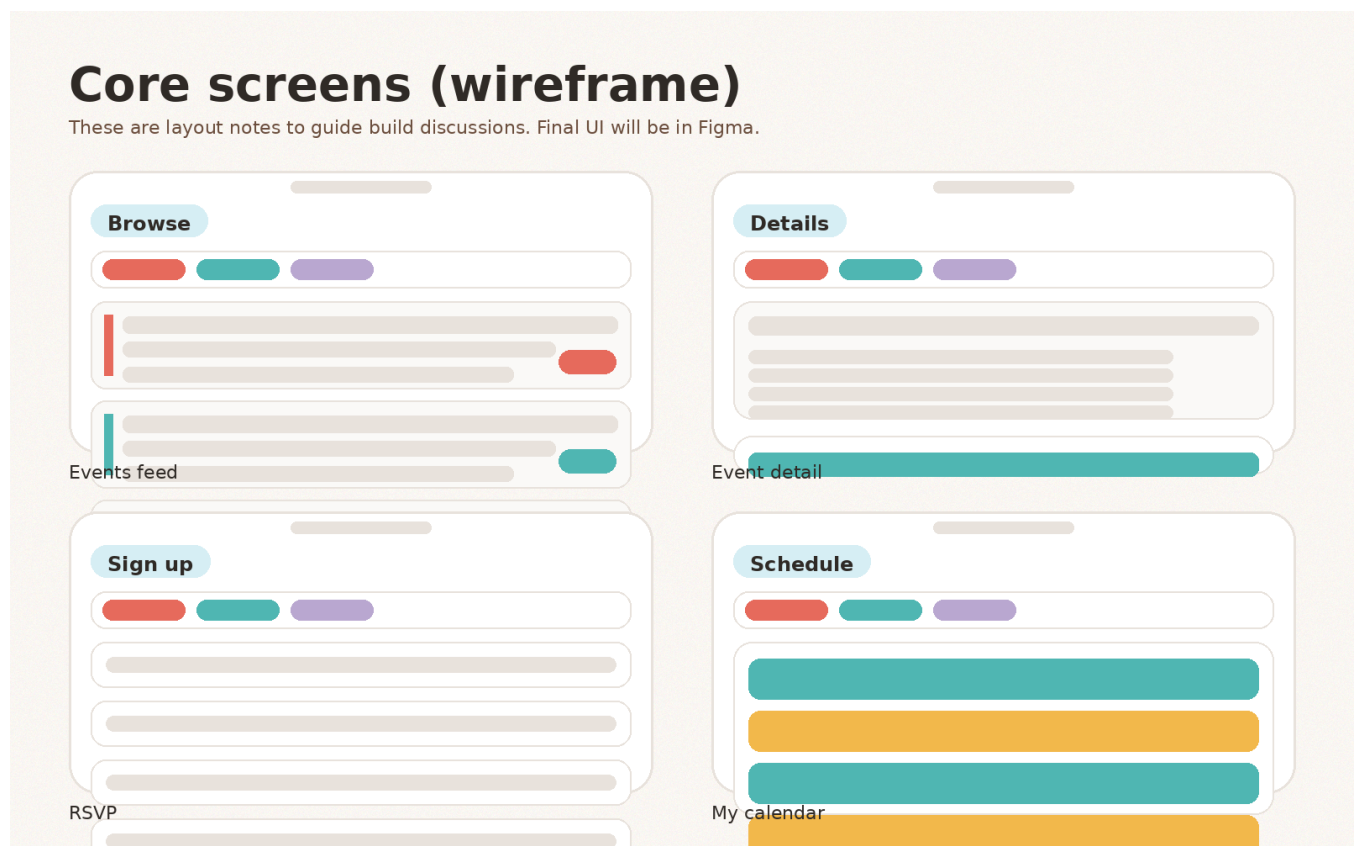 Core screens (wireframe)
These are layout notes to guide build discussions. Final UI will be in Figma.
Browse
Events feed
Details
Event detail
Sign up
RSVP
Schedule
My calendar